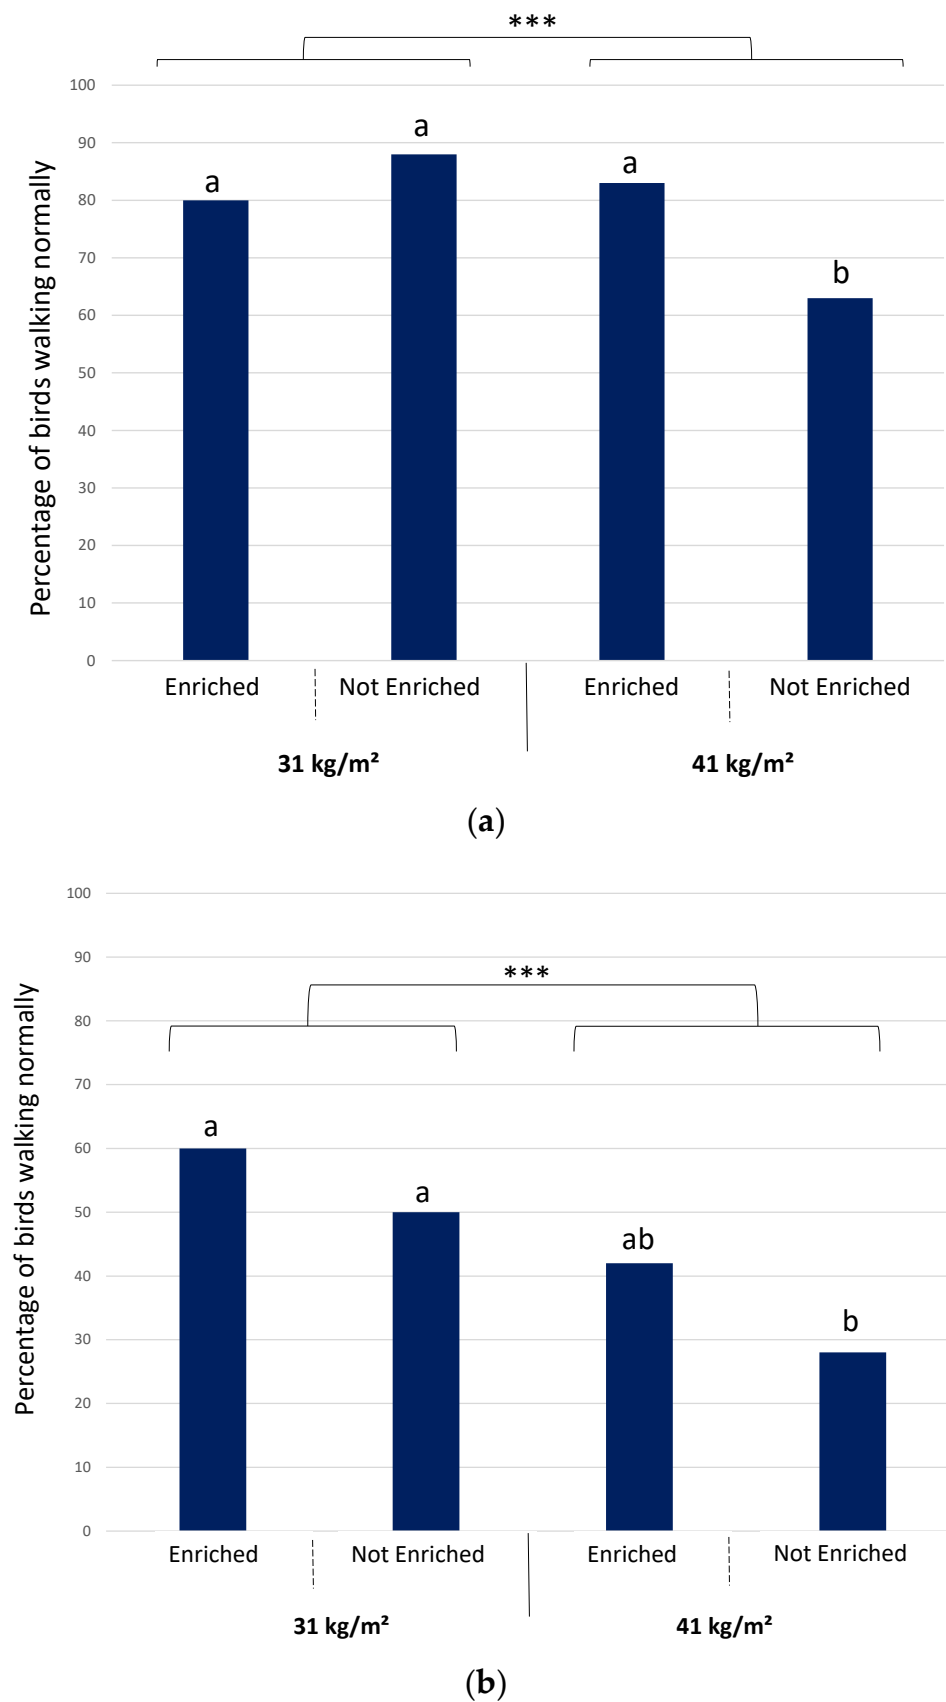 ***
Percentage of birds walking normally
100
90
80
70
60
50
40
30
20
10
0
a
a
a
b
Enriched
Not Enriched
Enriched
Not Enriched
31 kg/m²
41 kg/m²
(a)
***
Percentage of birds walking normally
100
90
80
70
60
50
40
30
20
10
0
a
a
ab
b
Enriched
Not Enriched
Enriched
Not Enriched
31 kg/m²
41 kg/m²
(b)